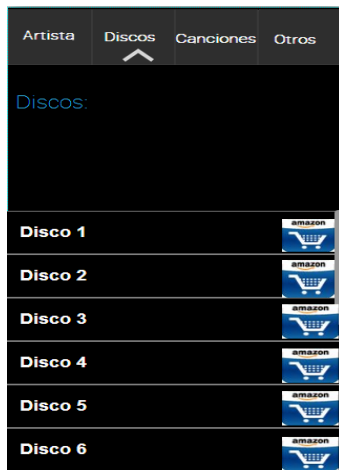 Artista Discos Canciones Otros
Discos:
Disco 1 amazon
Disco 2 amazon
Disco 3 amazon
Disco 4 amazon
Disco 5 amazon
Disco 6 amazon